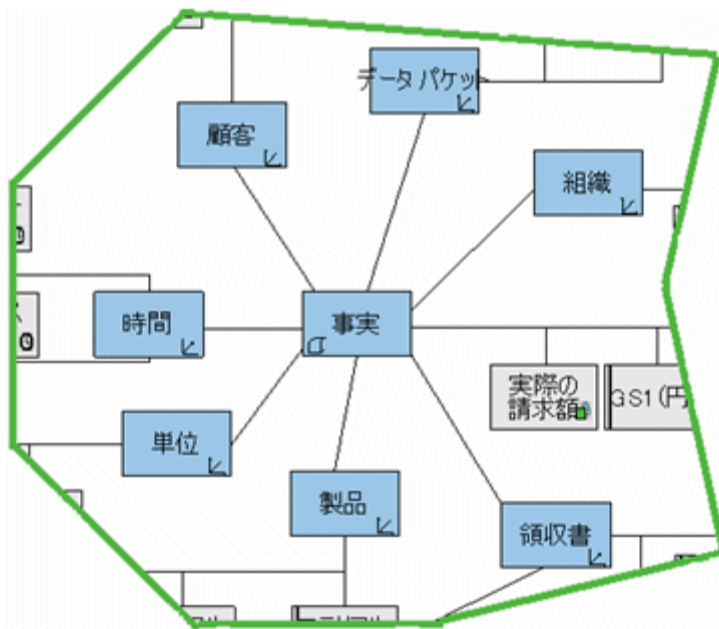 データパケット
顧客
組織
時間
事実
実際の
請求額
GS1(円
単位
製品
領収書